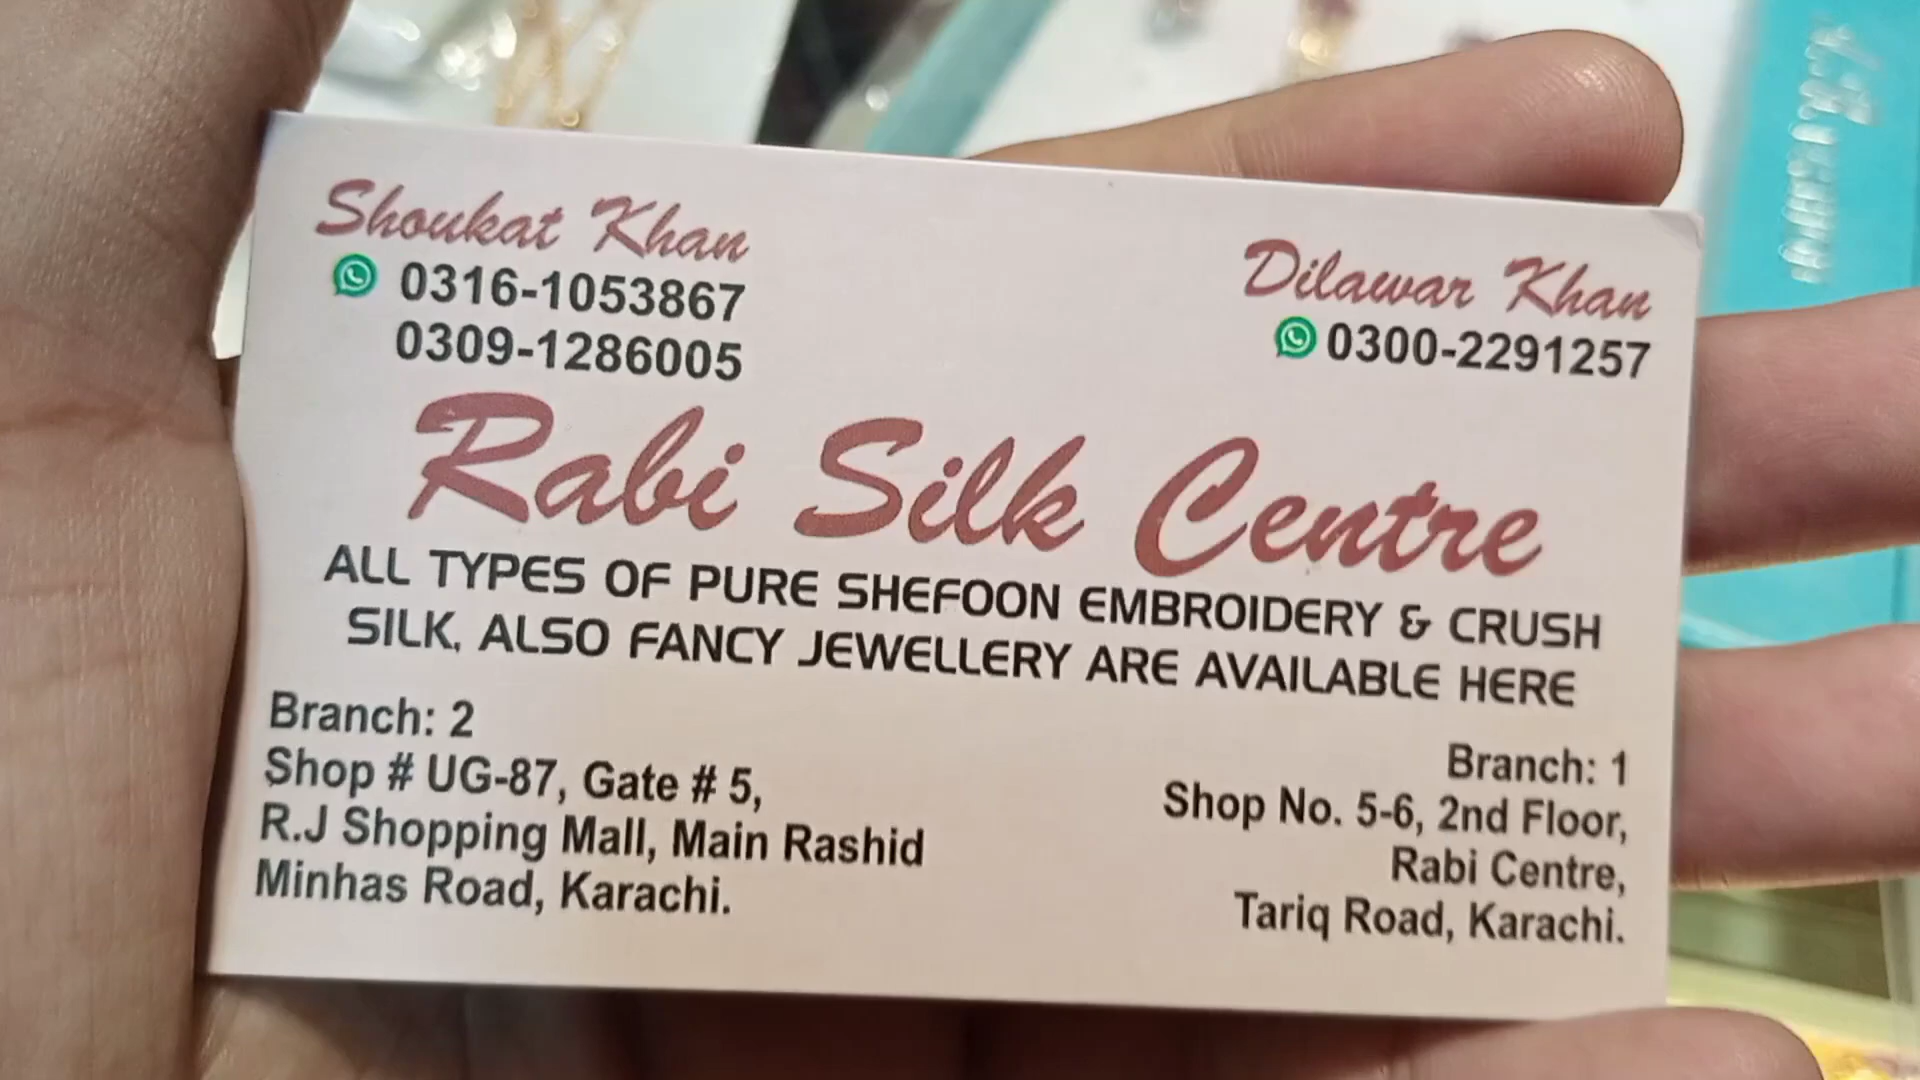 Shoukat Khan
0316-1053867
0309-1286005
Dilawar Khan
0300-2291257
Rabi Silk Centre
ALL TYPES OF PURE SHEFOON EMBROIDERY & CRUSH
SILK, ALSO FANCY JEWELLERY ARE AVAILABLE HERE
Branch: 2
Shop # UG-87, Gate # 5,
R.J Shopping Mall, Main Rashid
Minhas Road, Karachi.
Branch: 1
Shop No. 5-6, 2nd Floor,
Rabi Centre,
Tariq Road, Karachi.